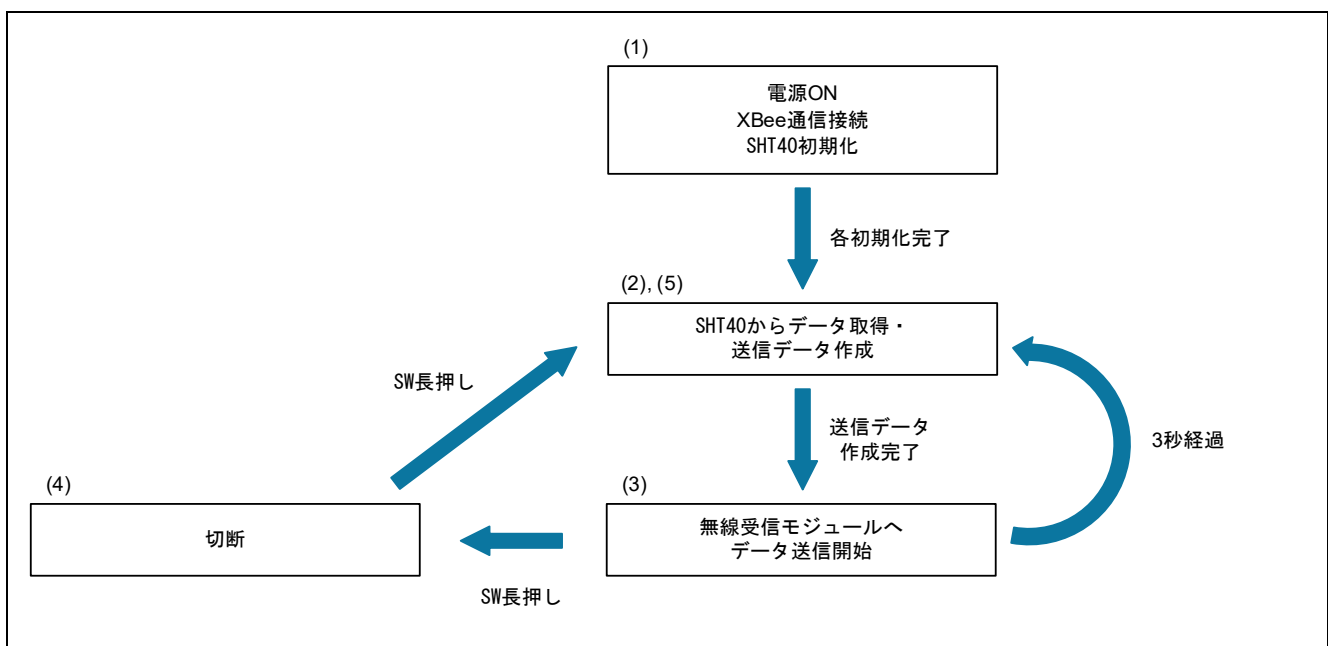 (1)
電源ON
XBee通信接続
SHT40初期化
各初期化完了
(2), (5)
SHT40からデータ取得・
送信データ作成
SW長押し
送信データ
作成完了
3秒経過
(4)
切断
(3)
無線受信モジュールへ
データ送信開始
SW長押し